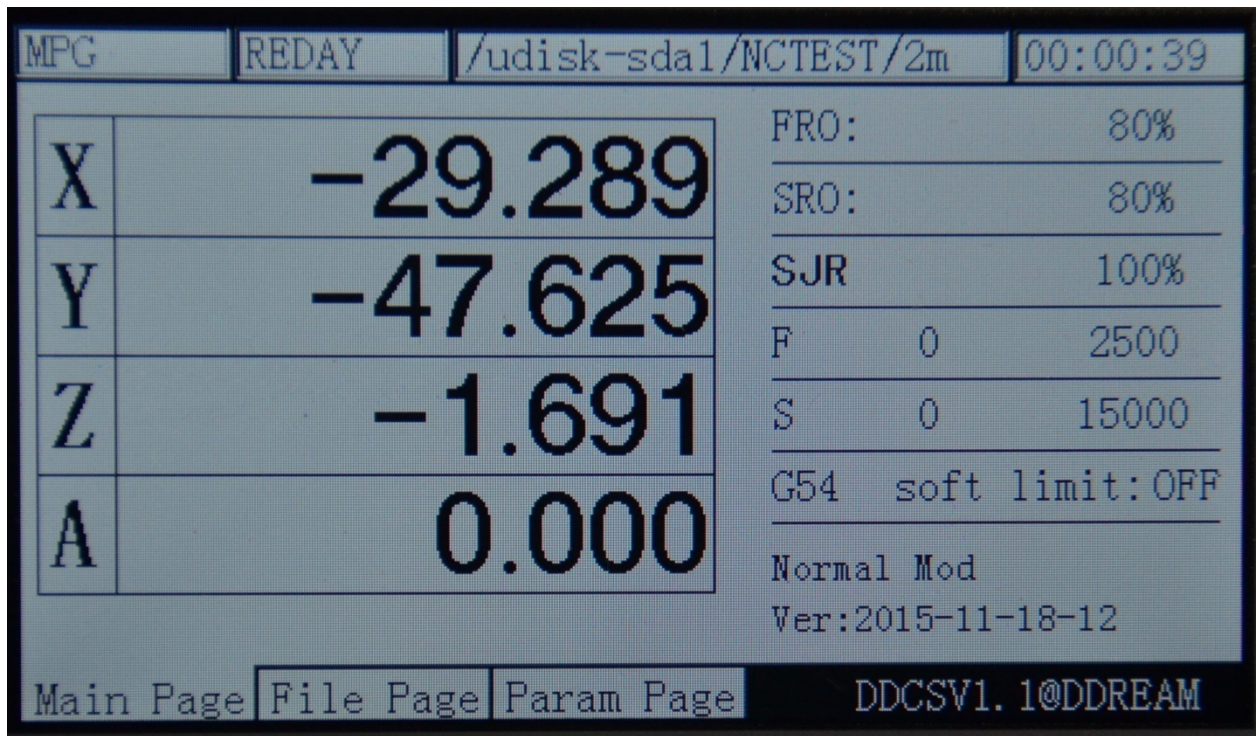 MPG REDAY /udisk-sda1/NCTEST/2m 00:00:39
X -29.289
Y -47.625
Z -1.691
A 0.000
FRO: 80%
SRO: 80%
SJR 100%
F 0 2500
S 0 15000
G54 soft limit:OFF
Normal Mod
Ver:2015-11-18-12
Main Page File Page Param Page DDCSV1.1@DDREAM